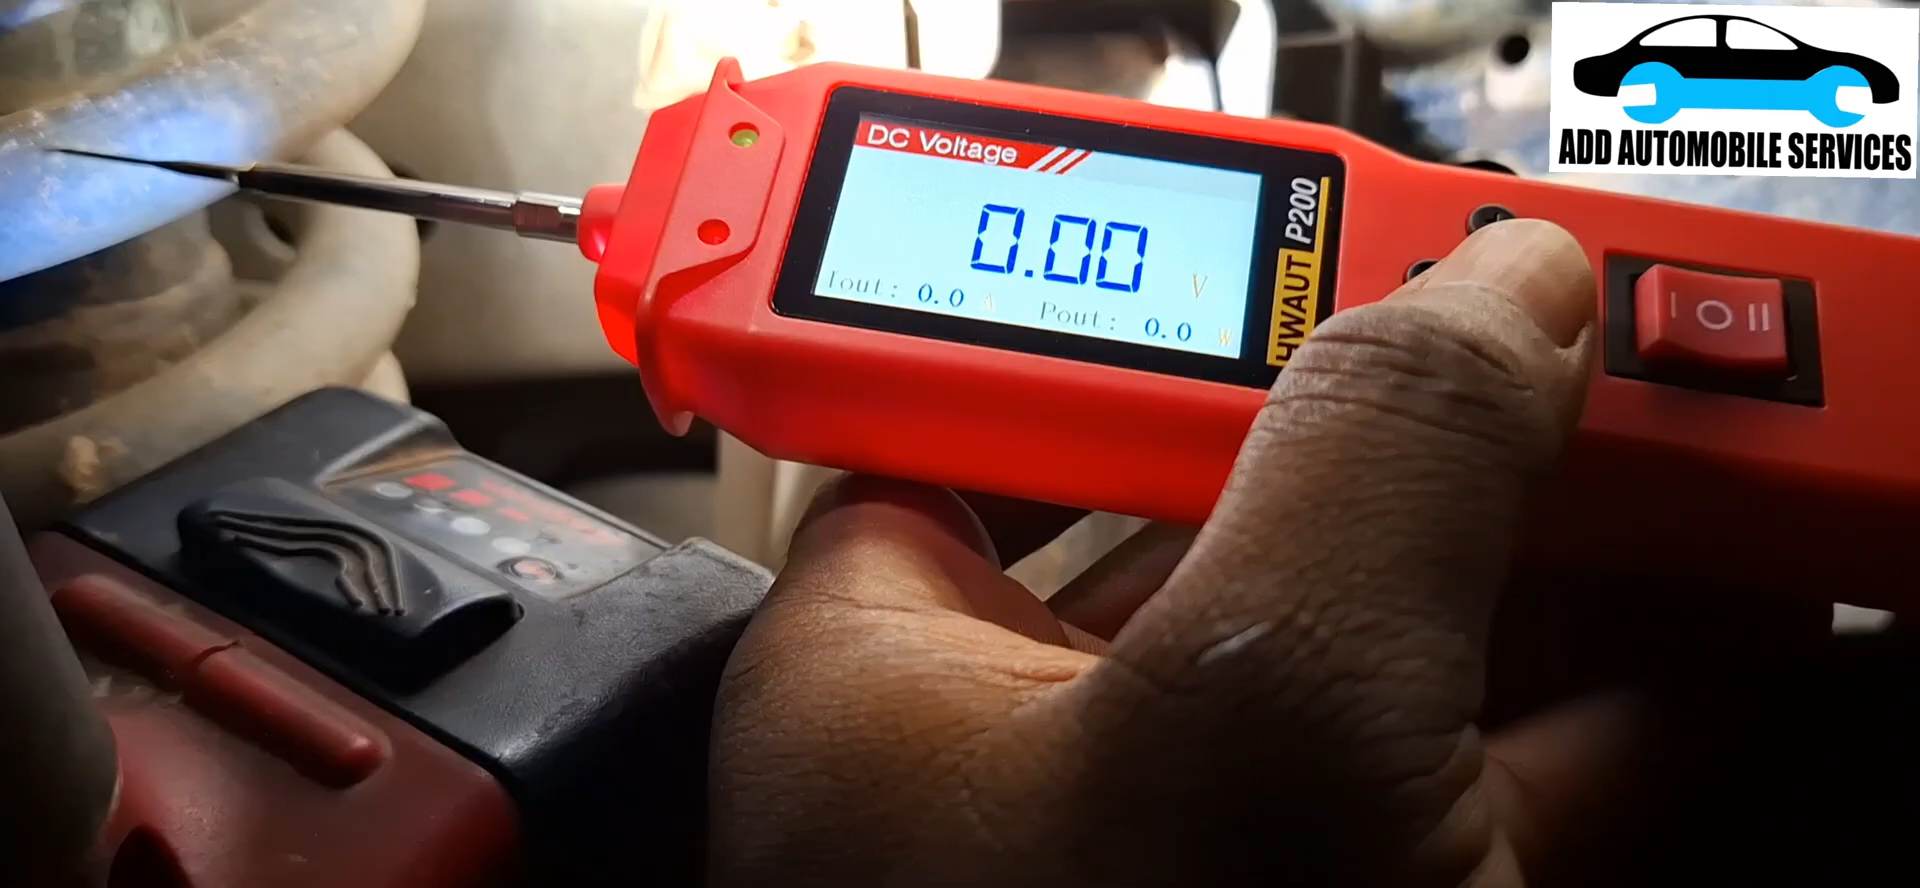 ADD AUTOMOBILE SERVICES
DC Voltage
0.00 V
Iout: 0.0 A Pout: 0.0 W
HWAUT P200
I O II